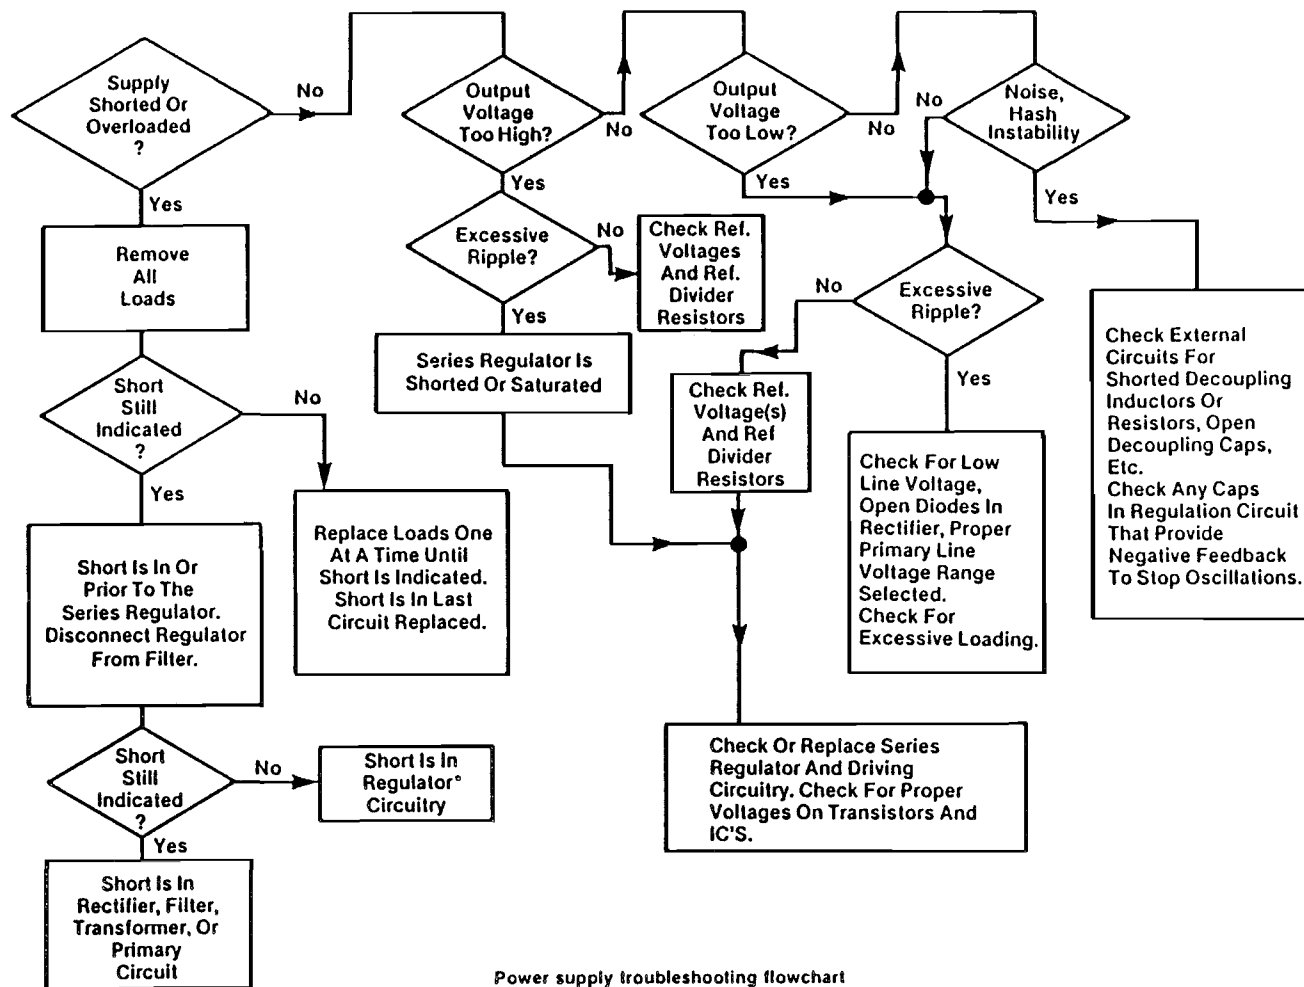 Supply
Shorted Or
Overloaded
?
No
Yes
Remove
All
Loads
Short
Still
Indicated
?
No
Yes
Replace Loads One
At A Time Until
Short Is Indicated.
Short Is In Last
Circuit Replaced.
Short Is In Or
Prior To The
Series Regulator.
Disconnect Regulator
From Filter.
Short
Still
Indicated
?
No
Yes
Short Is In
Regulator°
Circuitry
Short Is In
Rectifier, Filter,
Transformer, Or
Primary
Circuit
Output
Voltage
Too High?
No
Yes
Excessive
Ripple?
No
Yes
Check Ref.
Voltages
And Ref.
Divider
Resistors
Series Regulator Is
Shorted Or Saturated
Output
Voltage
Too Low?
No
Yes
Noise,
Hash
Instability
No
Yes
Excessive
Ripple?
No
Yes
Check Ref.
Voltage(s)
And Ref
Divider
Resistors
Check For Low
Line Voltage,
Open Diodes In
Rectifier, Proper
Primary Line
Voltage Range
Selected.
Check For
Excessive Loading.
Check External
Circuits For
Shorted Decoupling
Inductors Or
Resistors, Open
Decoupling Caps,
Etc.
Check Any Caps
In Regulation Circuit
That Provide
Negative Feedback
To Stop Oscillations.
Check Or Replace Series
Regulator And Driving
Circuitry. Check For Proper
Voltages On Transistors And
IC'S.
Power supply troubleshooting flowchart